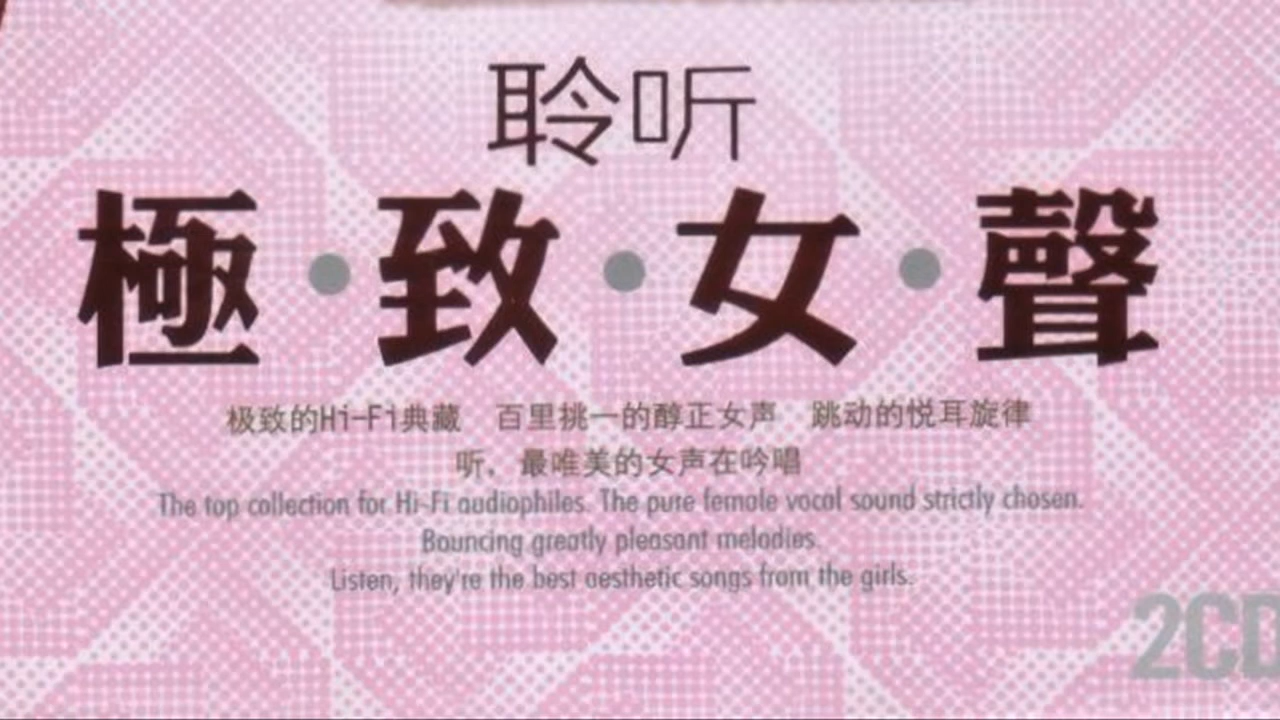 聆听
極·致·女·聲
极致的Hi-Fi典藏 百里挑一的醇正女声 跳动的悦耳旋律
听，最唯美的女声在吟唱
The top collection for Hi-Fi audiophiles. The pure female vocal sound strictly chosen.
Bouncing greatly pleasant melodies.
Listen, they're the best aesthetic songs from the girls.
2CD